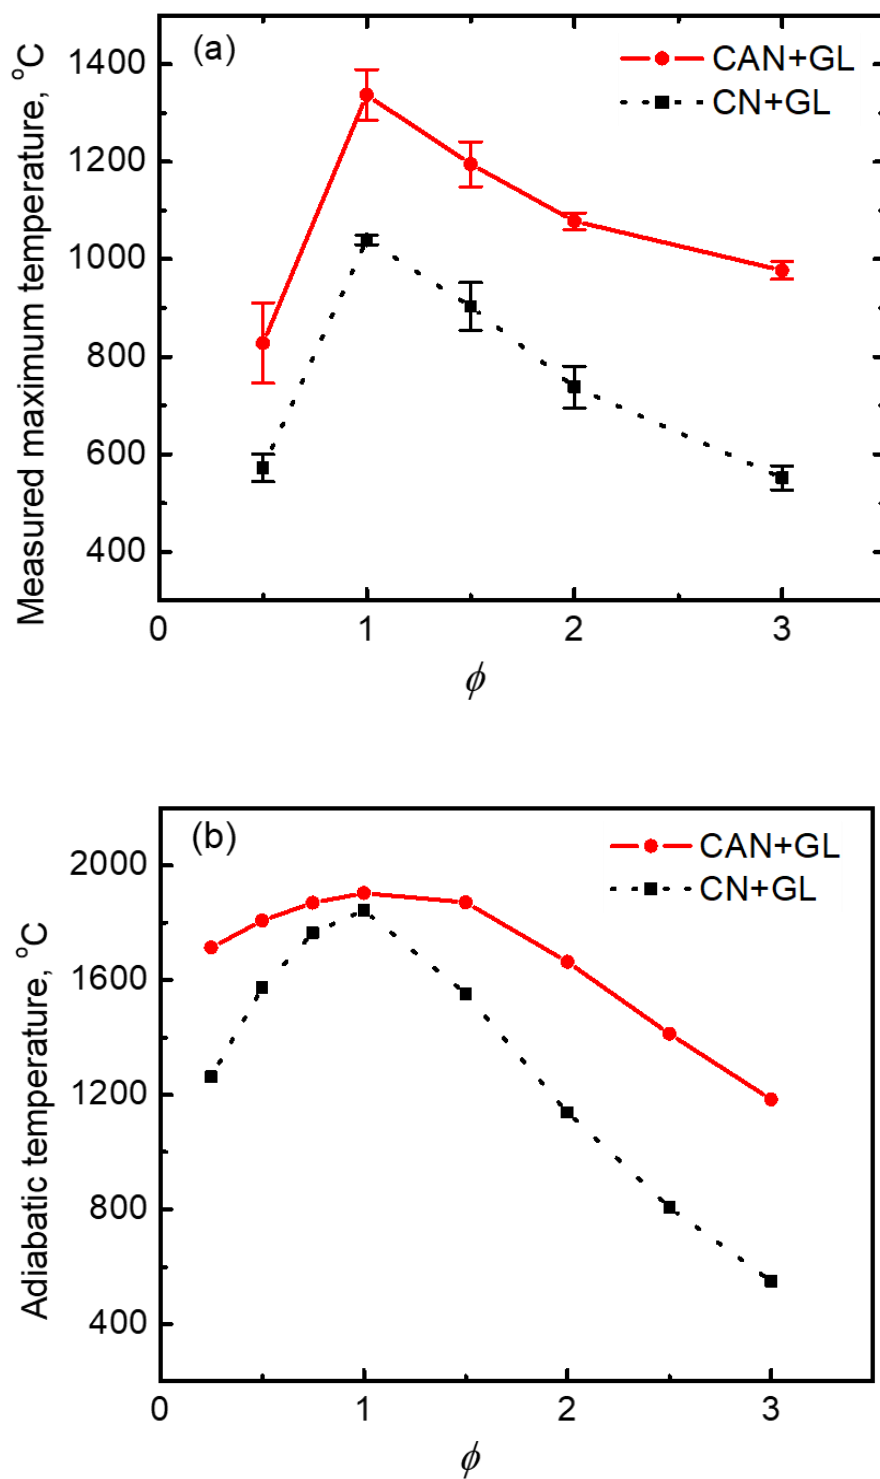 (a)
CAN+GL
CN+GL
Measured maximum temperature, °C
1400
1200
1000
800
600
400
0 1 2 3
ϕ
(b)
CAN+GL
CN+GL
Adiabatic temperature, °C
2000
1600
1200
800
400
0 1 2 3
ϕ